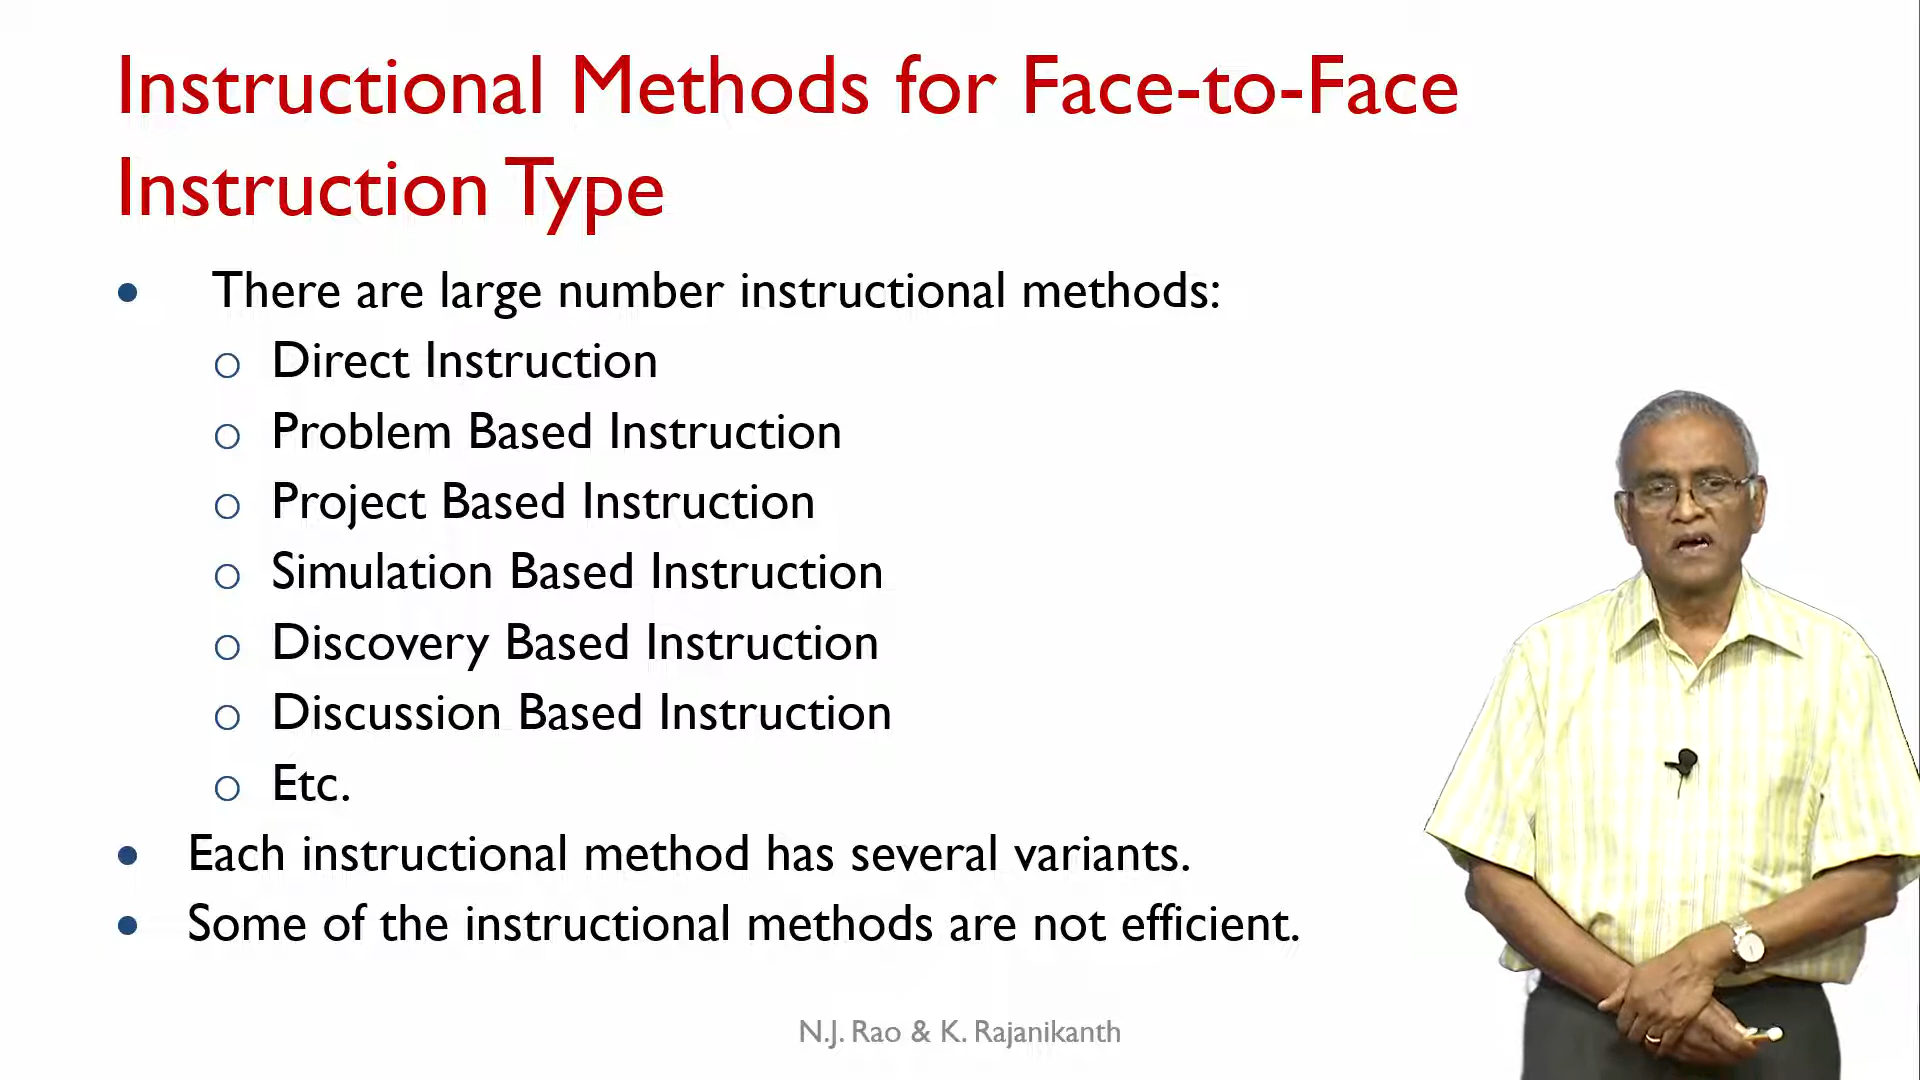 Instructional Methods for Face-to-Face
Instruction Type
• There are large number instructional methods:
o Direct Instruction
o Problem Based Instruction
o Project Based Instruction
o Simulation Based Instruction
o Discovery Based Instruction
o Discussion Based Instruction
o Etc.
• Each instructional method has several variants.
• Some of the instructional methods are not efficient.
N.J. Rao & K. Rajanikanth